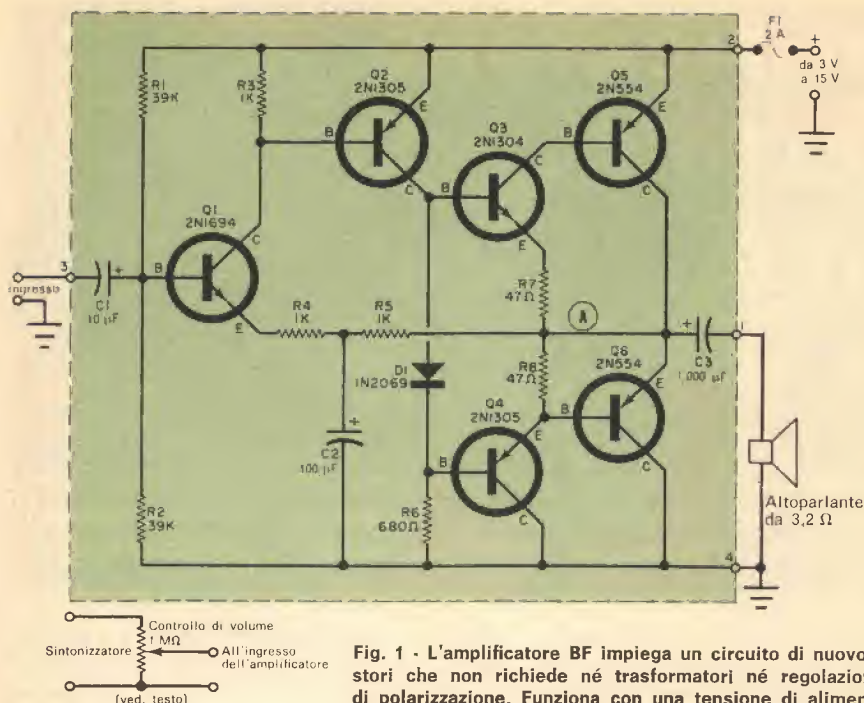 F1
2 A
+
da 3 V
a 15 V
2
R1
39K
R3
1K
Q2
2N1305
E
B
C
Q3
2N1304
Q5
2N554
E
B
C
C
B
E
Q1
2N1694
C
B
E
3
ingresso
+
C1
10 µF
R4
1K
R5
1K
R7
47Ω
A
+
1
C3
1,000 µF
D1
1N2069
R8
47Ω
Q6
2N554
E
B
C
Q4
2N1305
E
B
C
+
C2
100 µF
R2
39K
R6
680Ω
4
Altoparlante
da 3,2 Ω
Controllo di volume
1 MΩ
Sintonizzatore
All'ingresso
dell'amplificatore
(ved. testo)
Fig. 1 - L'amplificatore BF impiega un circuito di nuovo
stori che non richiede né trasformatori né regolazio
di polarizzazione. Funziona con una tensione di alimen